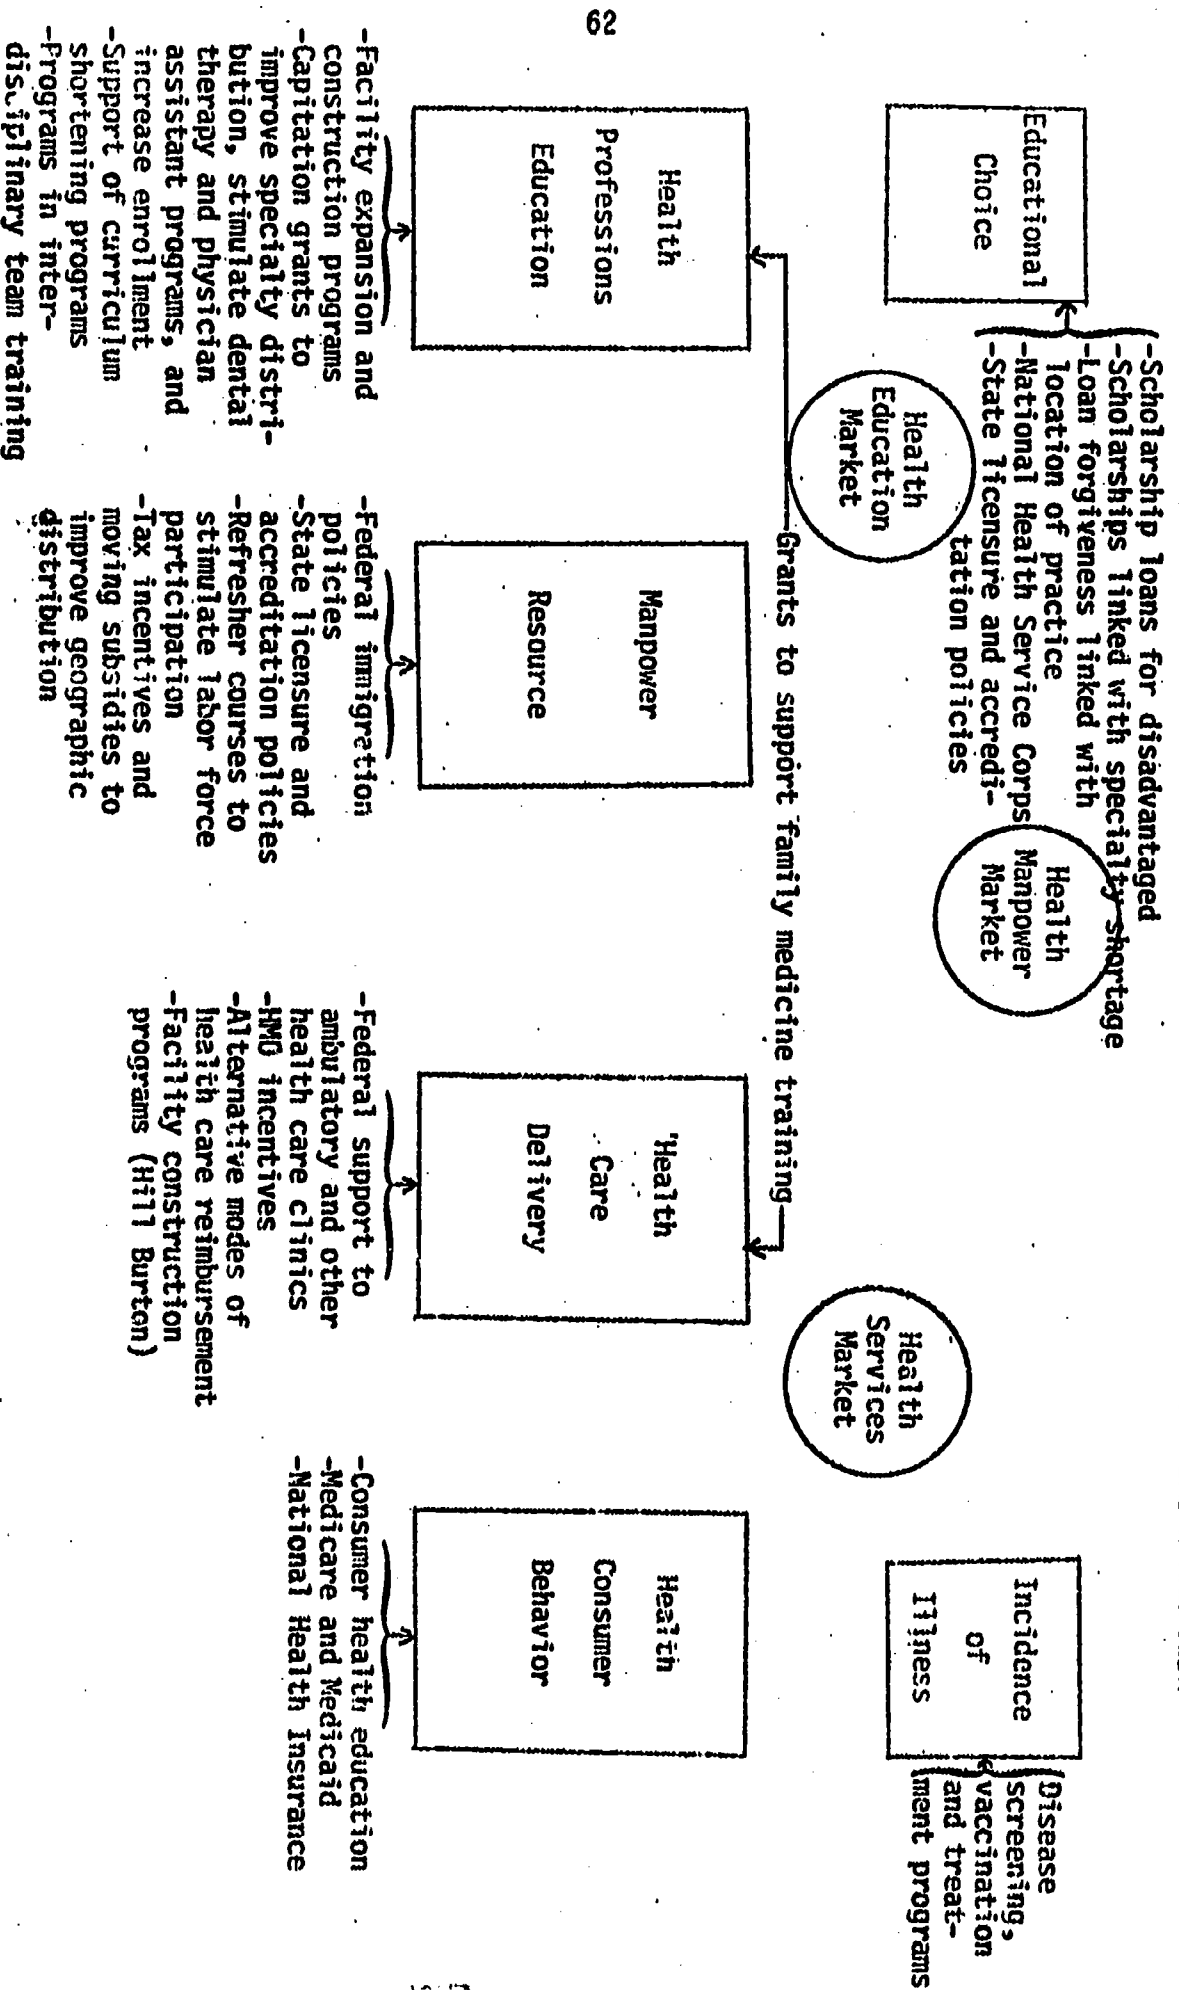 62
Educational
Choice
-Scholarship loans for disadvantaged
-Scholarships linked with specialty shortage
-Loan forgiveness linked with
location of practice
-National Health Service Corps
-State licensure and accredi-
tation policies
Health
Education
Market
Health
Manpower
Market
Health
Services
Market
Incidence
of
Illness
Disease
screening,
vaccination
and treat-
ment programs
Grants to support family medicine training
Health
Professions
Education
Manpower
Resource
Health
Care
Delivery
Health
Consumer
Behavior
-Facility expansion and
construction programs
-Capitation grants to
improve specialty distri-
bution, stimulate dental
therapy and physician
assistant programs, and
increase enrollment
-Support of curriculum
shortening programs
-Programs in inter-
disciplinary team training
-Federal immigration
policies
-State licensure and
accreditation policies
-Refresher courses to
stimulate labor force
participation
-Tax incentives and
moving subsidies to
improve geographic
distribution
-Federal support to
ambulatory and other
health care clinics
-HMO incentives
-Alternative modes of
health care reimbursement
-Facility construction
programs (Hill Burton)
-Consumer health education
-Medicare and Medicaid
-National Health Insurance